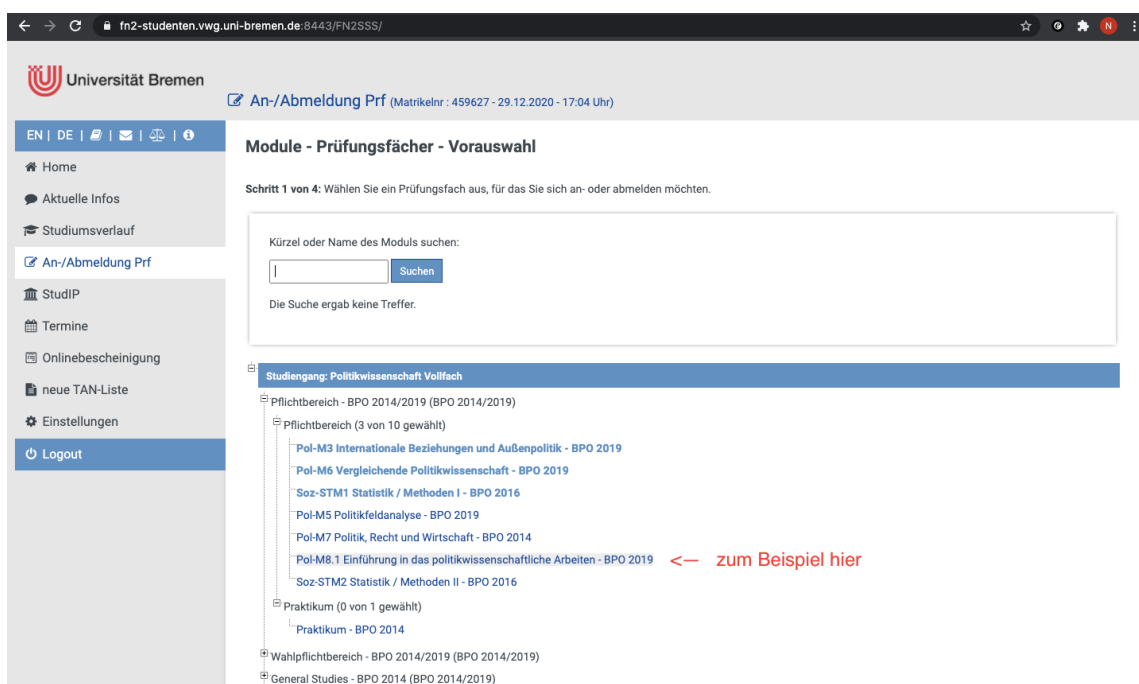 fn2-studenten.vwg.uni-bremen.de:8443/FN2SSS/
N
Universität Bremen
An-/Abmeldung Prf (Matrikelnr : 459627 - 29.12.2020 - 17:04 Uhr)
EN | DE | | | |
Home
Aktuelle Infos
Studiumsverlauf
An-/Abmeldung Prf
StudIP
Termine
Onlinebescheinigung
neue TAN-Liste
Einstellungen
Logout
Module - Prüfungsfächer - Vorauswahl
Schritt 1 von 4: Wählen Sie ein Prüfungsfach aus, für das Sie sich an- oder abmelden möchten.
Kürzel oder Name des Moduls suchen:
Suchen
Die Suche ergab keine Treffer.
Studiengang: Politikwissenschaft Vollfach
Pflichtbereich - BPO 2014/2019 (BPO 2014/2019)
Pflichtbereich (3 von 10 gewählt)
Pol-M3 Internationale Beziehungen und Außenpolitik - BPO 2019
Pol-M6 Vergleichende Politikwissenschaft - BPO 2019
Soz-STM1 Statistik / Methoden I - BPO 2016
Pol-M5 Politikfeldanalyse - BPO 2019
Pol-M7 Politik, Recht und Wirtschaft - BPO 2014
Pol-M8.1 Einführung in das politikwissenschaftliche Arbeiten - BPO 2019 <— zum Beispiel hier
Soz-STM2 Statistik / Methoden II - BPO 2016
Praktikum (0 von 1 gewählt)
Praktikum - BPO 2014
Wahlpflichtbereich - BPO 2014/2019 (BPO 2014/2019)
General Studies - BPO 2014 (BPO 2014/2019)